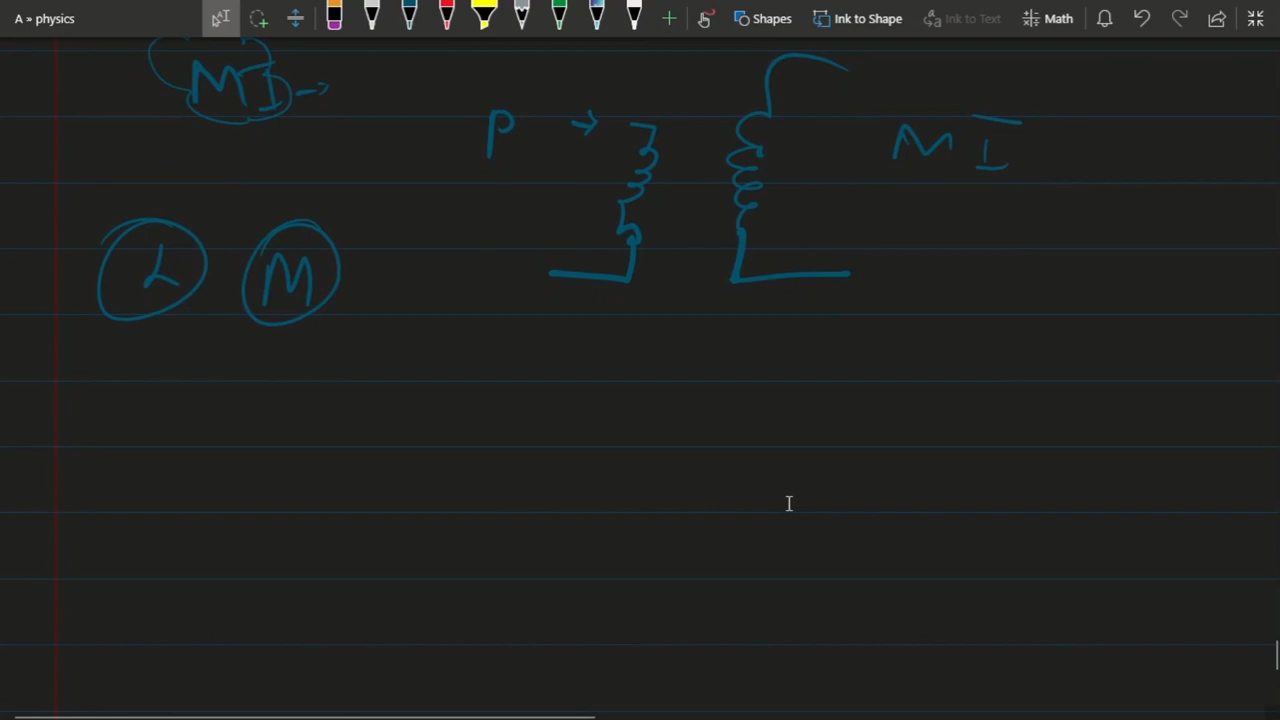 A » physics
Shapes
Ink to Shape
Ink to Text
Math
MI
P
MI
L
M